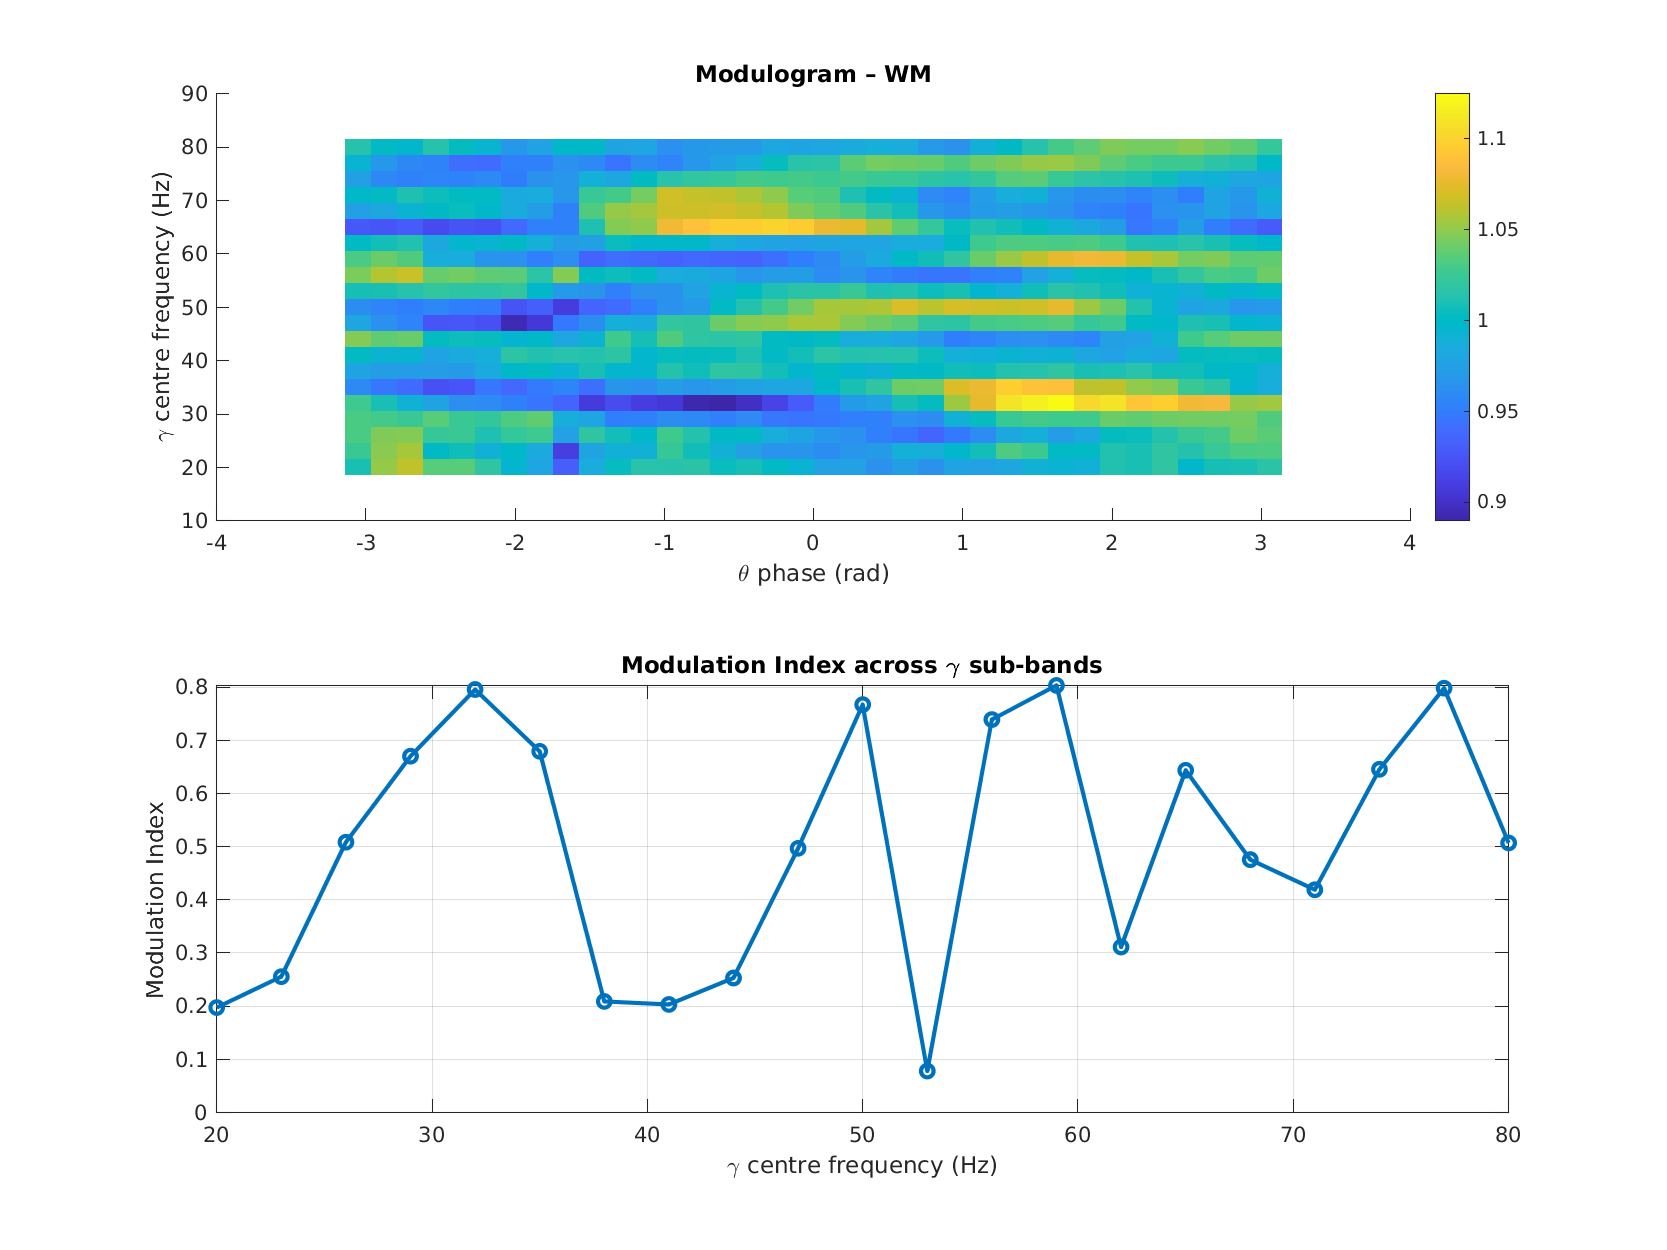 Modulogram – WM
90
80
70
60
50
40
30
20
10
γ centre frequency (Hz)
-4 -3 -2 -1 0 1 2 3 4
θ phase (rad)
1.1
1.05
1
0.95
0.9
Modulation Index across γ sub-bands
0.8
0.7
0.6
0.5
0.4
0.3
0.2
0.1
0
Modulation Index
20 30 40 50 60 70 80
γ centre frequency (Hz)